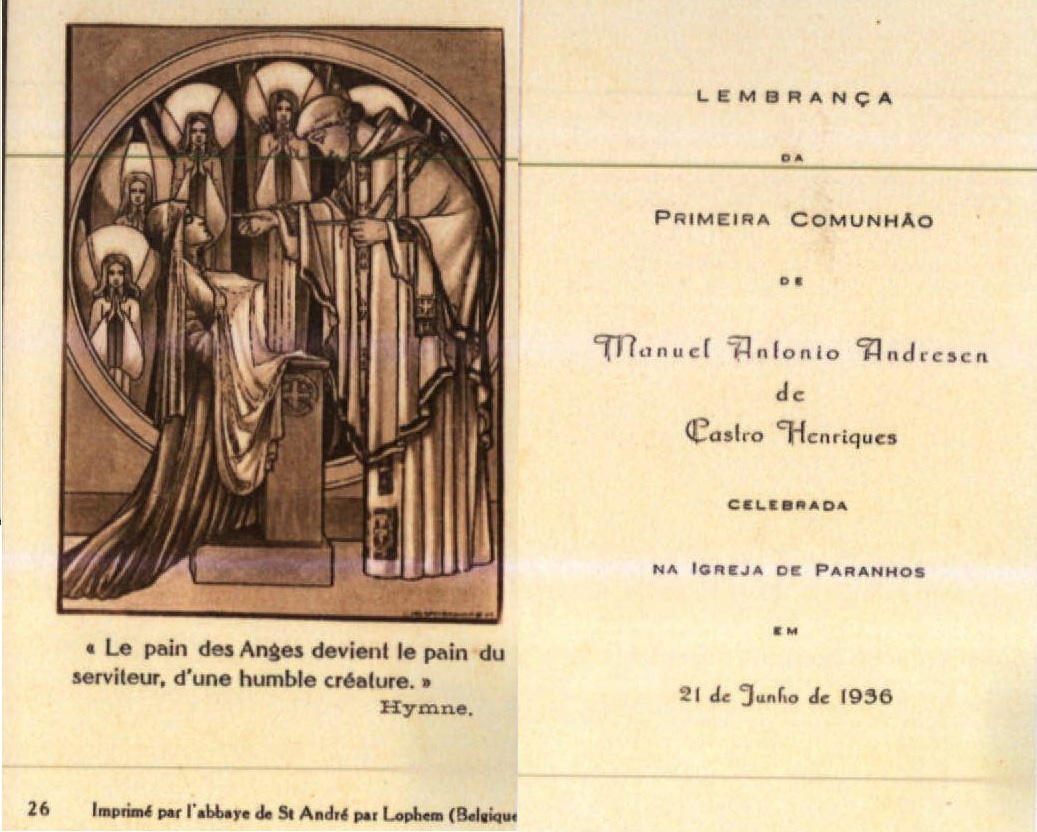 « Le pain des Anges devient le pain du
serviteur, d'une humble créature. »
Hymne.
26 Imprimé par l'abbaye de St André par Lophem (Belgique
LEMBRANÇA
DA
PRIMEIRA COMUNHÃO
DE
Manuel Antonio Andresen
de
Castro Henriques
CELEBRADA
NA IGREJA DE PARANHOS
EM
21 de Junho de 1936